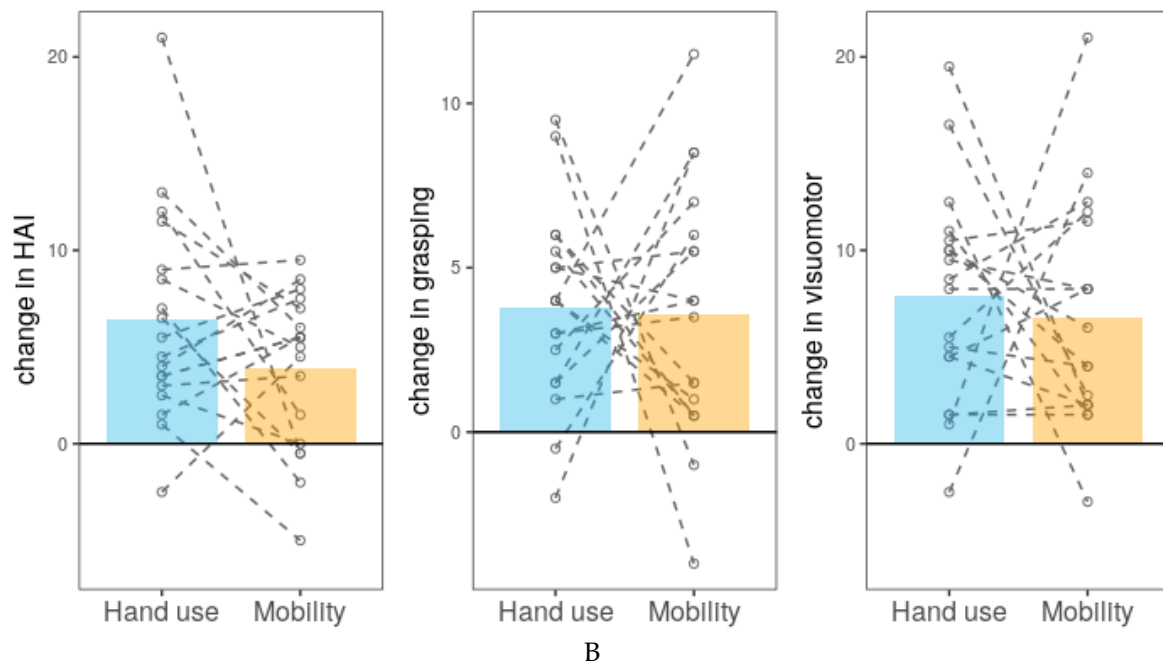 change in HAI
20
10
0
Hand use Mobility
change in grasping
10
5
0
Hand use Mobility
change in visuomotor
20
10
0
Hand use Mobility
B